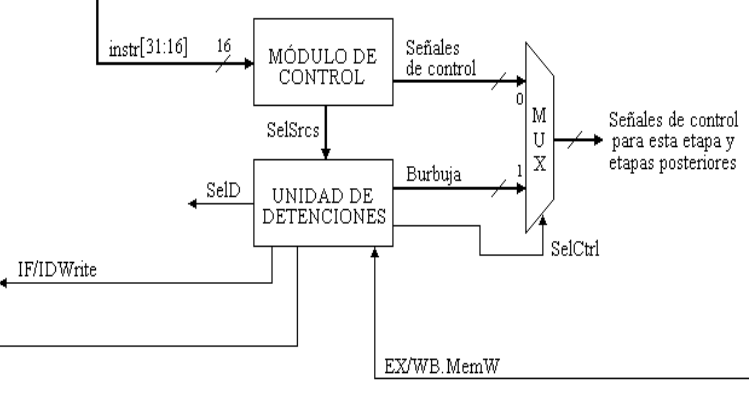 instr[31:16]
16
MÓDULO DE
CONTROL
Señales
de control
0
SelSrcs
M
U
X
Señales de control
para esta etapa y
etapas posteriores
SelD
UNIDAD DE
DETENCIONES
Burbuja
1
SelCtrl
IF/IDWrite
EX/WB.MemW